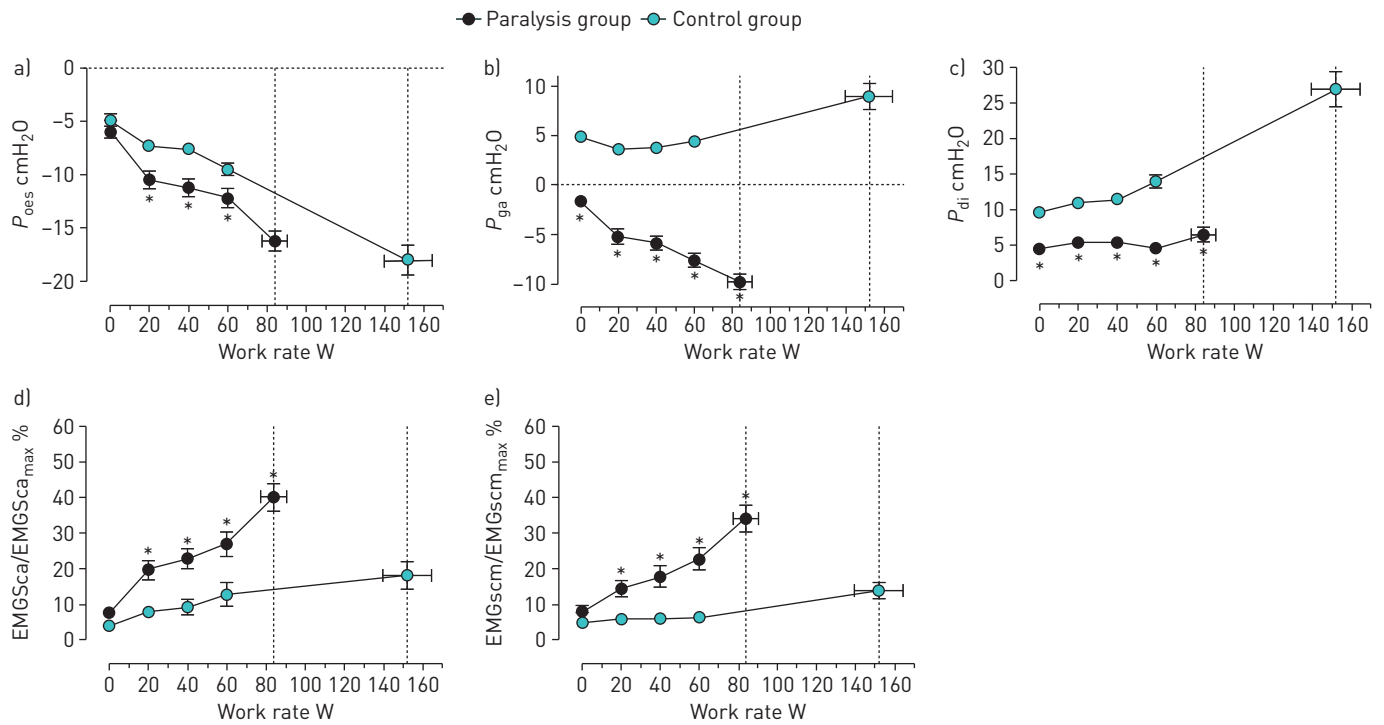 Paralysis group Control group
a)
0
–5
–10
–15
–20
Poes cmH2O
* * *
0 20 40 60 80 100 120 140 160
Work rate W
b)
10
5
0
–5
–10
Pga cmH2O
* * * * *
0 20 40 60 80 100 120 140 160
Work rate W
c)
30
25
20
15
10
5
0
Pdi cmH2O
* * * * *
0 20 40 60 80 100 120 140 160
Work rate W
d)
60
50
40
30
20
10
0
EMGSca/EMGScamax %
* * * *
0 20 40 60 80 100 120 140 160
Work rate W
e)
60
50
40
30
20
10
0
EMGscm/EMGscmmax %
* * * *
0 20 40 60 80 100 120 140 160
Work rate W